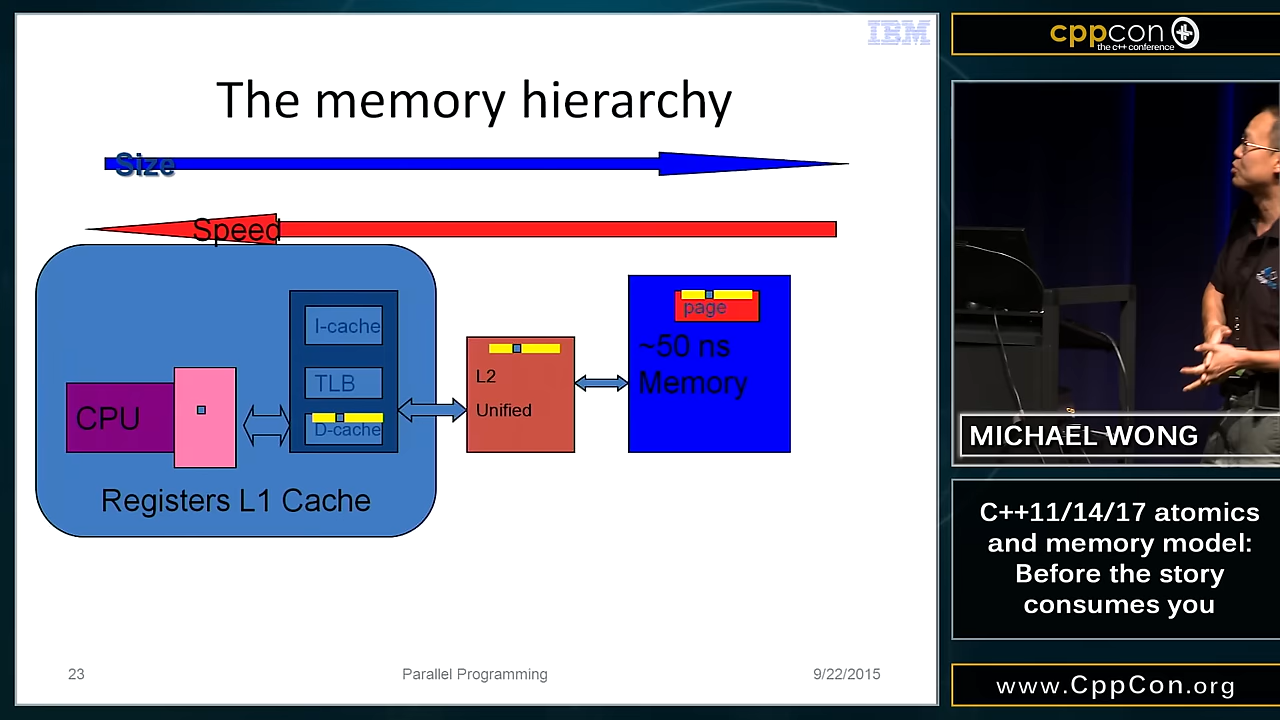 IBM
The memory hierarchy
Size
Speed
I-cache
TLB
D-cache
CPU
Registers L1 Cache
L2
Unified
page
~50 ns
Memory
23
Parallel Programming
9/22/2015
cppcon
the c++ conference
MICHAEL WONG
C++11/14/17 atomics
and memory model:
Before the story
consumes you
www.CppCon.org